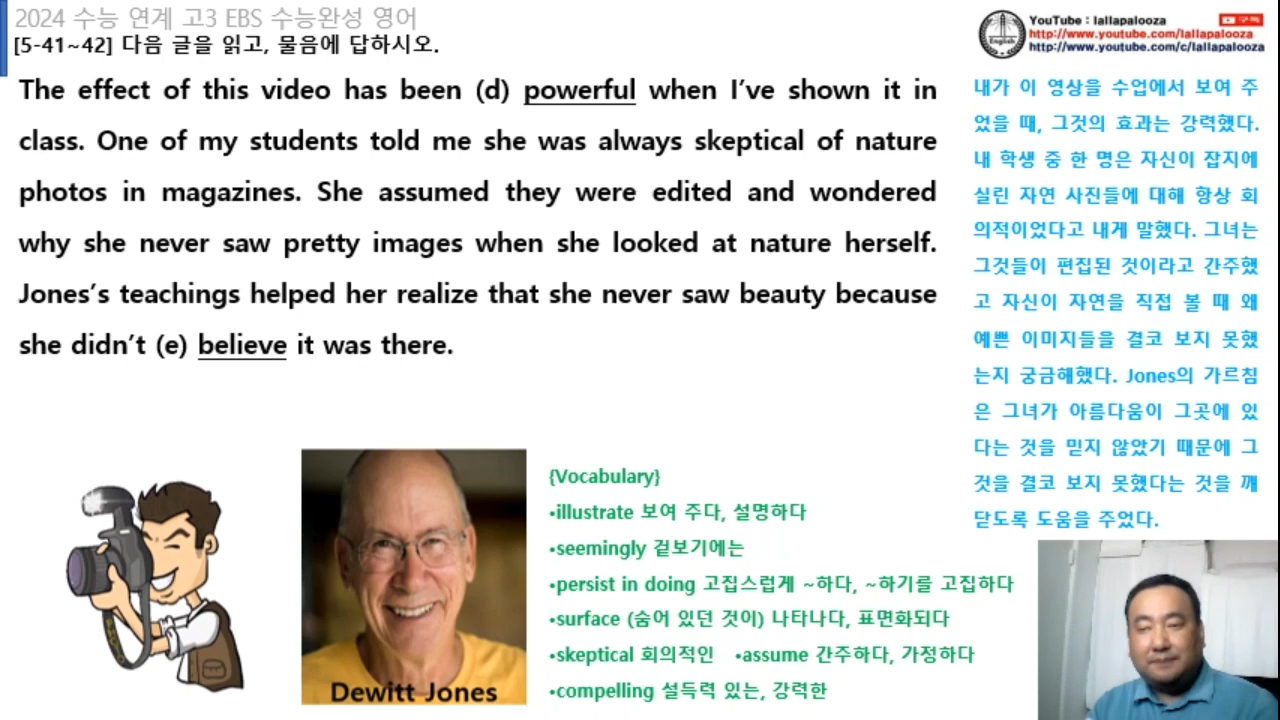 2024 수능 연계 고3 EBS 수능완성 영어
[5-41~42] 다음 글을 읽고, 물음에 답하시오.
YouTube : lallapalooza
구독
http://www.youtube.com/lallapalooza
http://www.youtube.com/c/lallapalooza
English
The effect of this video has been (d) powerful when I’ve shown it in
class. One of my students told me she was always skeptical of nature
photos in magazines. She assumed they were edited and wondered
why she never saw pretty images when she looked at nature herself.
Jones’s teachings helped her realize that she never saw beauty because
she didn’t (e) believe it was there.
내가 이 영상을 수업에서 보여 주
었을 때, 그것의 효과는 강력했다.
내 학생 중 한 명은 자신이 잡지에
실린 자연 사진들에 대해 항상 회
의적이었다고 내게 말했다. 그녀는
그것들이 편집된 것이라고 간주했
고 자신이 자연을 직접 볼 때 왜
예쁜 이미지들을 결코 보지 못했
는지 궁금해했다. Jones의 가르침
은 그녀가 아름다움이 그곳에 있
다는 것을 믿지 않았기 때문에 그
것을 결코 보지 못했다는 것을 깨
닫도록 도움을 주었다.
Dewitt Jones
{Vocabulary}
•illustrate 보여 주다, 설명하다
•seemingly 겉보기에는
•persist in doing 고집스럽게 ~하다, ~하기를 고집하다
•surface (숨어 있던 것이) 나타나다, 표면화되다
•skeptical 회의적인 •assume 간주하다, 가정하다
•compelling 설득력 있는, 강력한